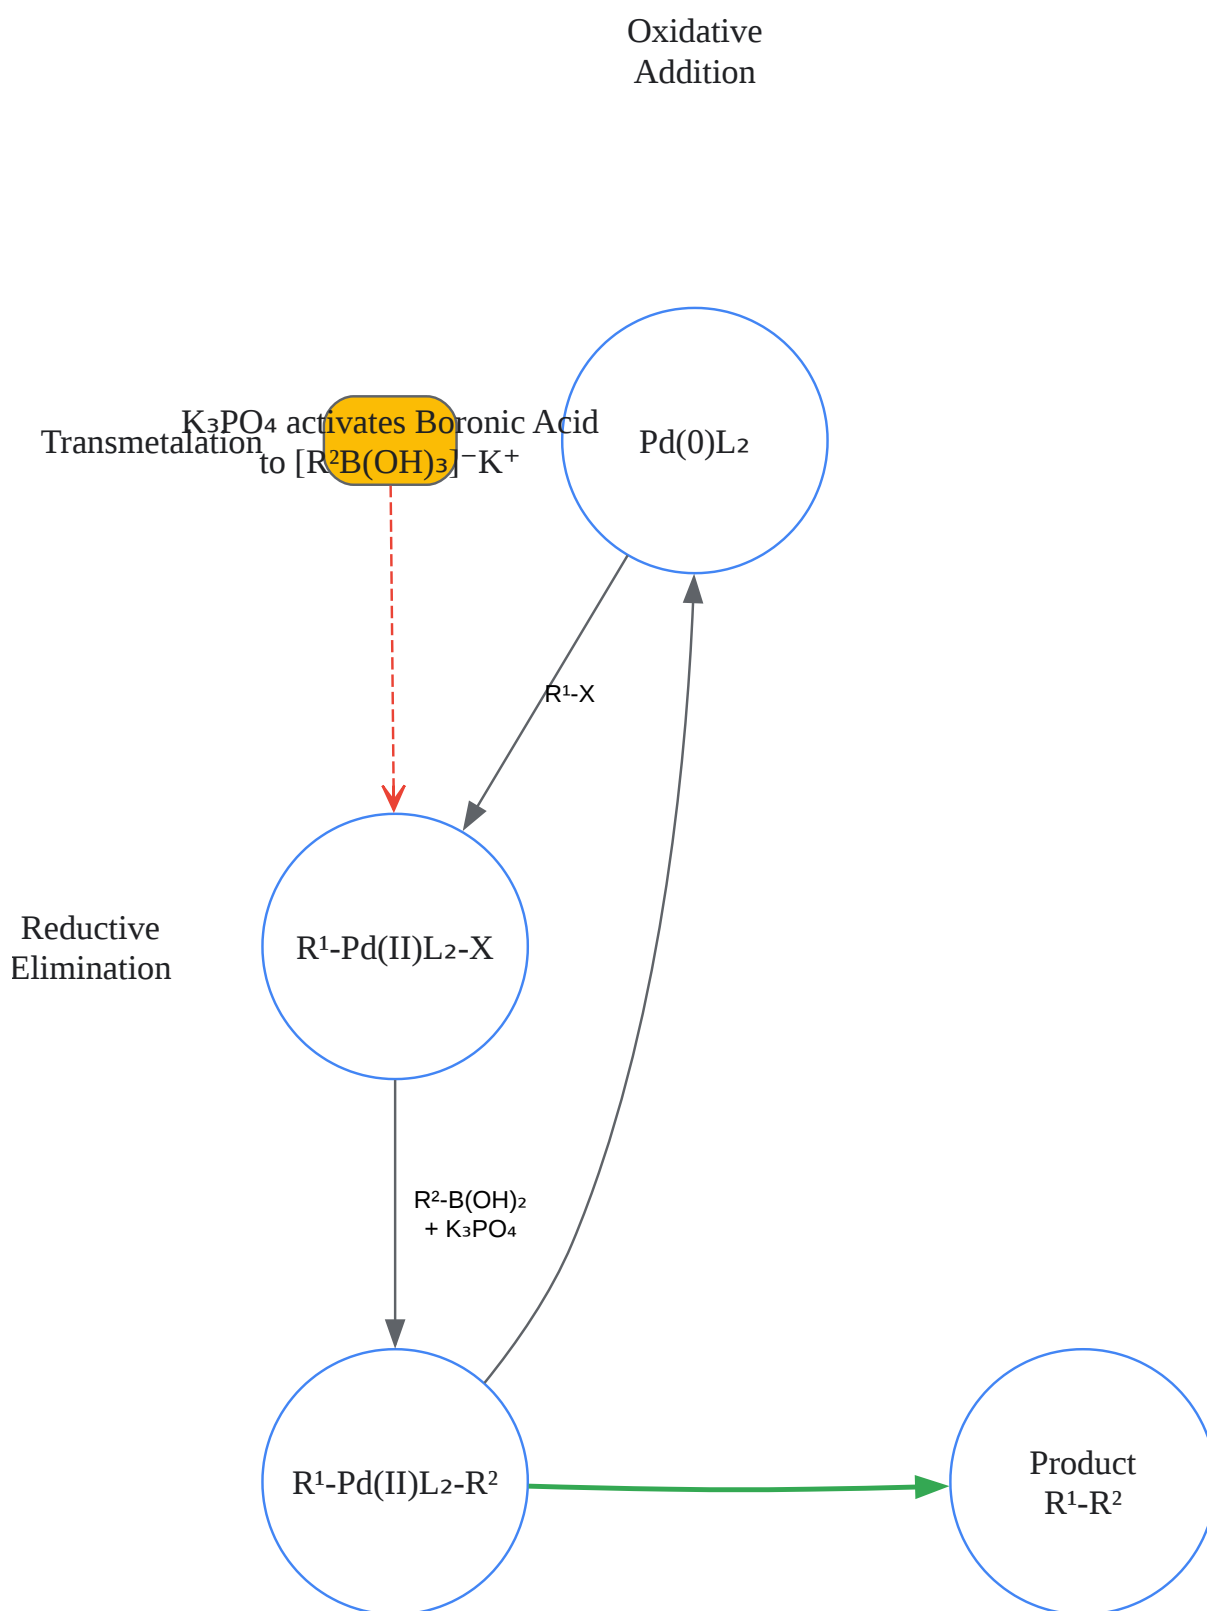 Oxidative
Addition
K₃PO₄ activates Boronic Acid
to [R²B(OH)₃]⁻K⁺
Transmetalation
Pd(0)L₂
R¹-X
Reductive
Elimination
R¹-Pd(II)L₂-X
R²-B(OH)₂
+ K₃PO₄
R¹-Pd(II)L₂-R²
Product
R¹-R²